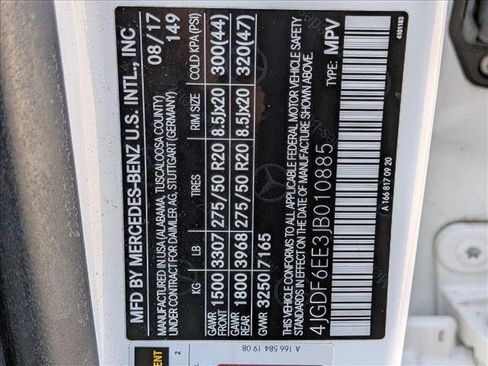 MFD BY MERCEDES-BENZ U.S. INTL., INC
MANUFACTURED IN USA (ALABAMA, TUSCALOOSA COUNTY)
MANUFACTURED FOR DAIMLER AG, STUTTGART (GERMANY)
08/17
149
KG LB TIRES RIM SIZE COLD KPA(PSI)
GAWR FRONT 1500 3307 275/50 R20 8.5Jx20 300(44)
GAWR REAR 1800 3968 275/50 R20 8.5Jx20 320(47)
GVWR 3250 7165
THIS VEHICLE CONFORMS TO ALL APPLICABLE FEDERAL MOTOR VEHICLE SAFETY
STANDARDS IN EFFECT ON THE DATE OF MANUFACTURE SHOWN ABOVE.
4JGDF6EE3JB010885 TYPE: MPV
A 166 817 09 20
4101183
A 166 584 19 08
2